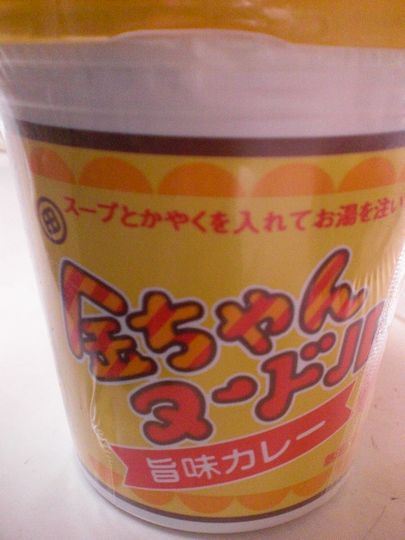 スープとかやくを入れてお湯を注い
田
金ちゃん
ヌードル
旨味カレー